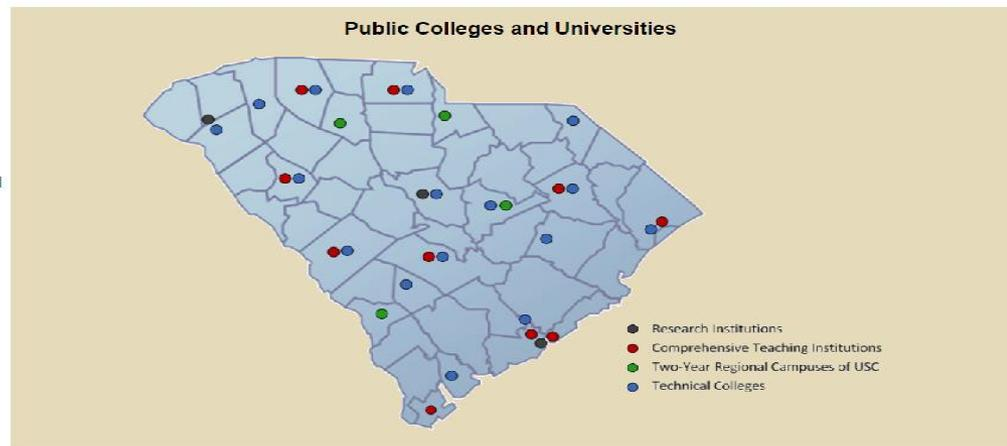 Public Colleges and Universities
Research Institutions
Comprehensive Teaching Institutions
Two-Year Regional Campuses of USC
Technical Colleges